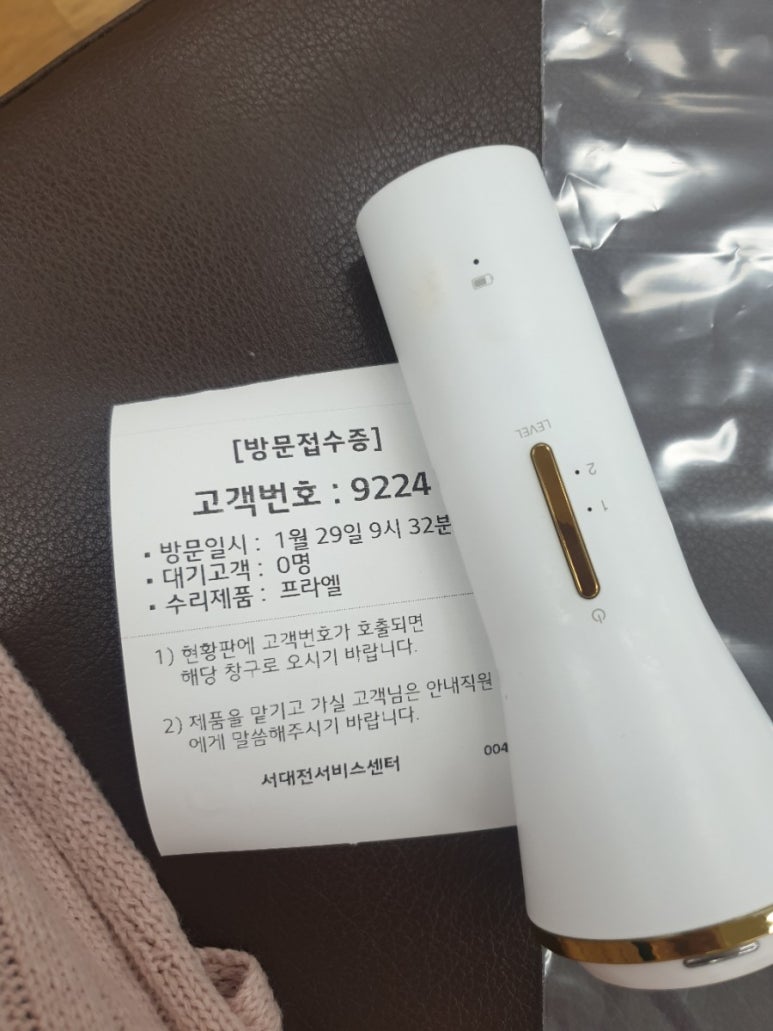 [방문접수증]
고객번호 : 9224
▪ 방문일시 : 1월 29일 9시 32분
▪ 대기고객 : 0명
▪ 수리제품 : 프라엘
1) 현황판에 고객번호가 호출되면
해당 창구로 오시기 바랍니다.
2) 제품을 맡기고 가실 고객님은 안내직원
에게 말씀해주시기 바랍니다.
004
서대전서비스센터
LEVEL
2
1